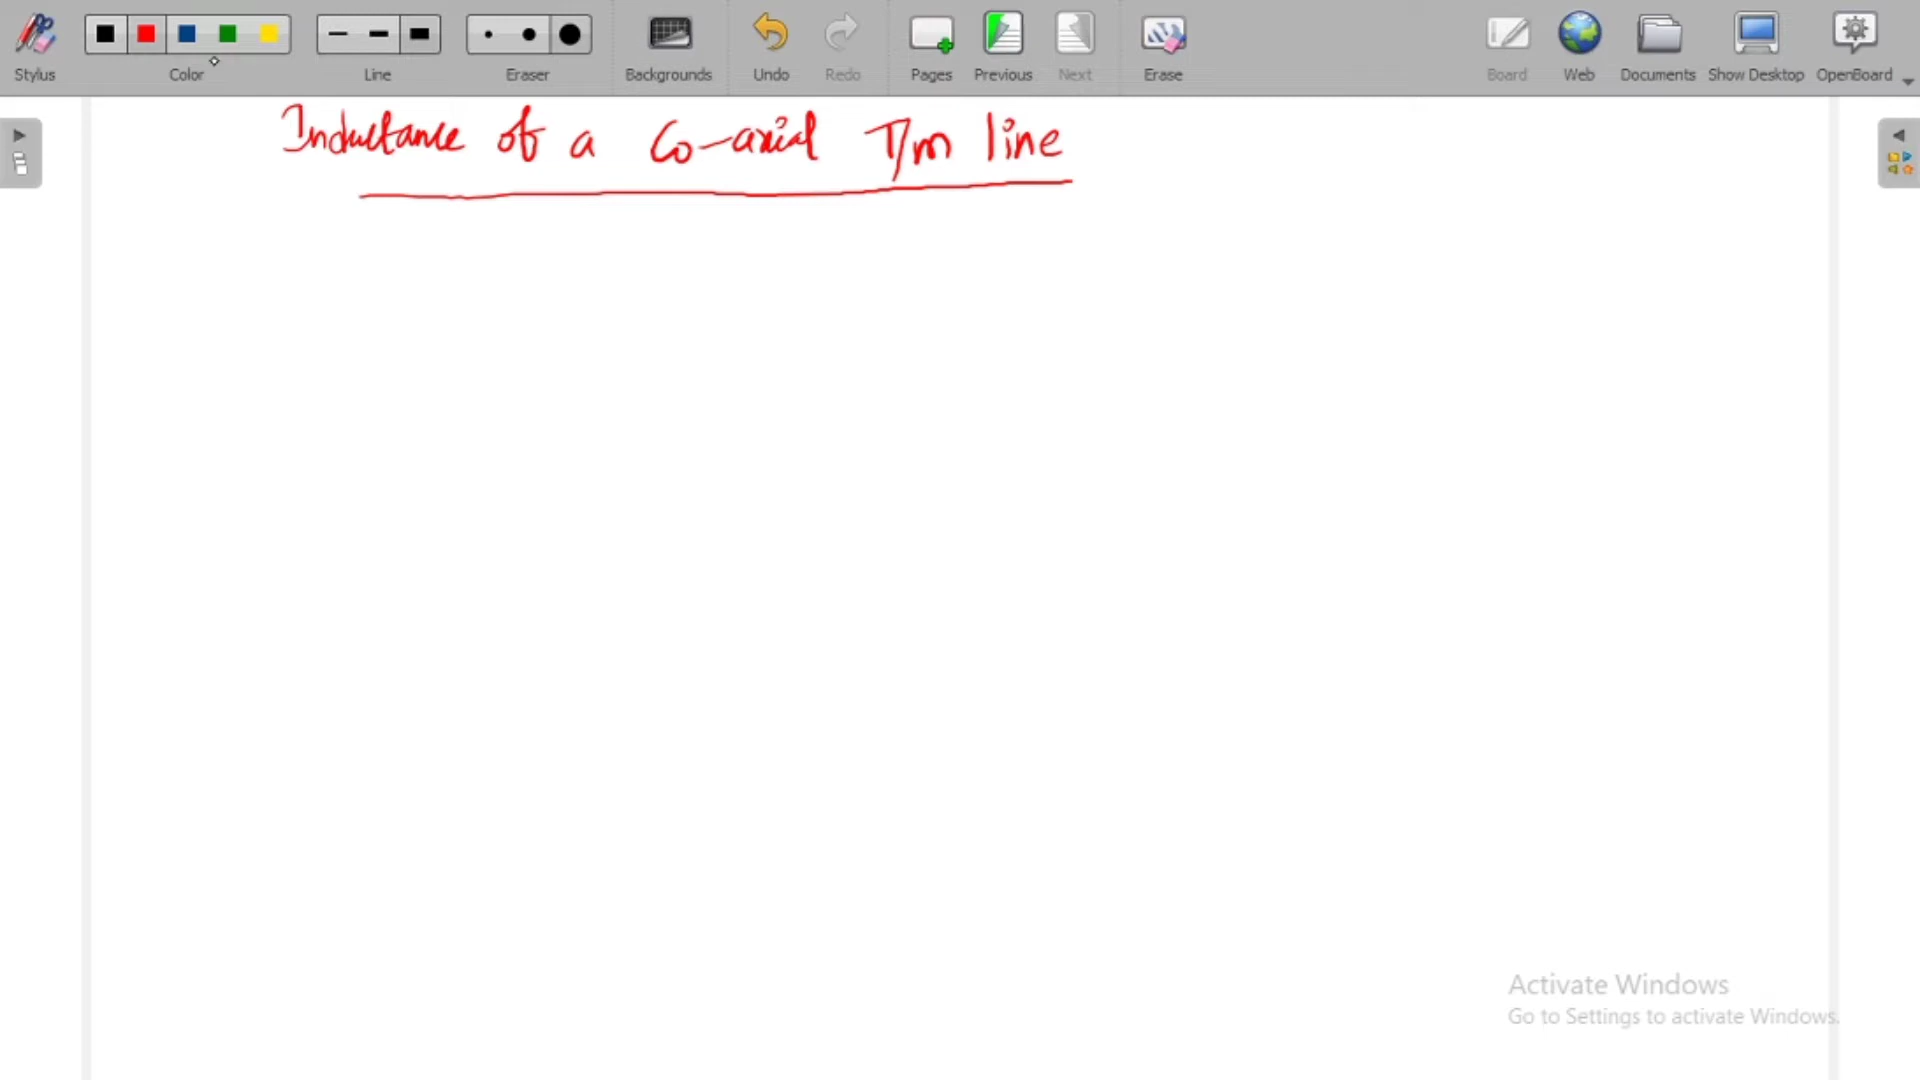 Stylus Color Line Eraser Backgrounds Undo Redo Pages Previous Next Erase Board Web Documents Show Desktop OpenBoard
Inductance of a Co-axial T/m line
Activate Windows
Go to Settings to activate Windows.